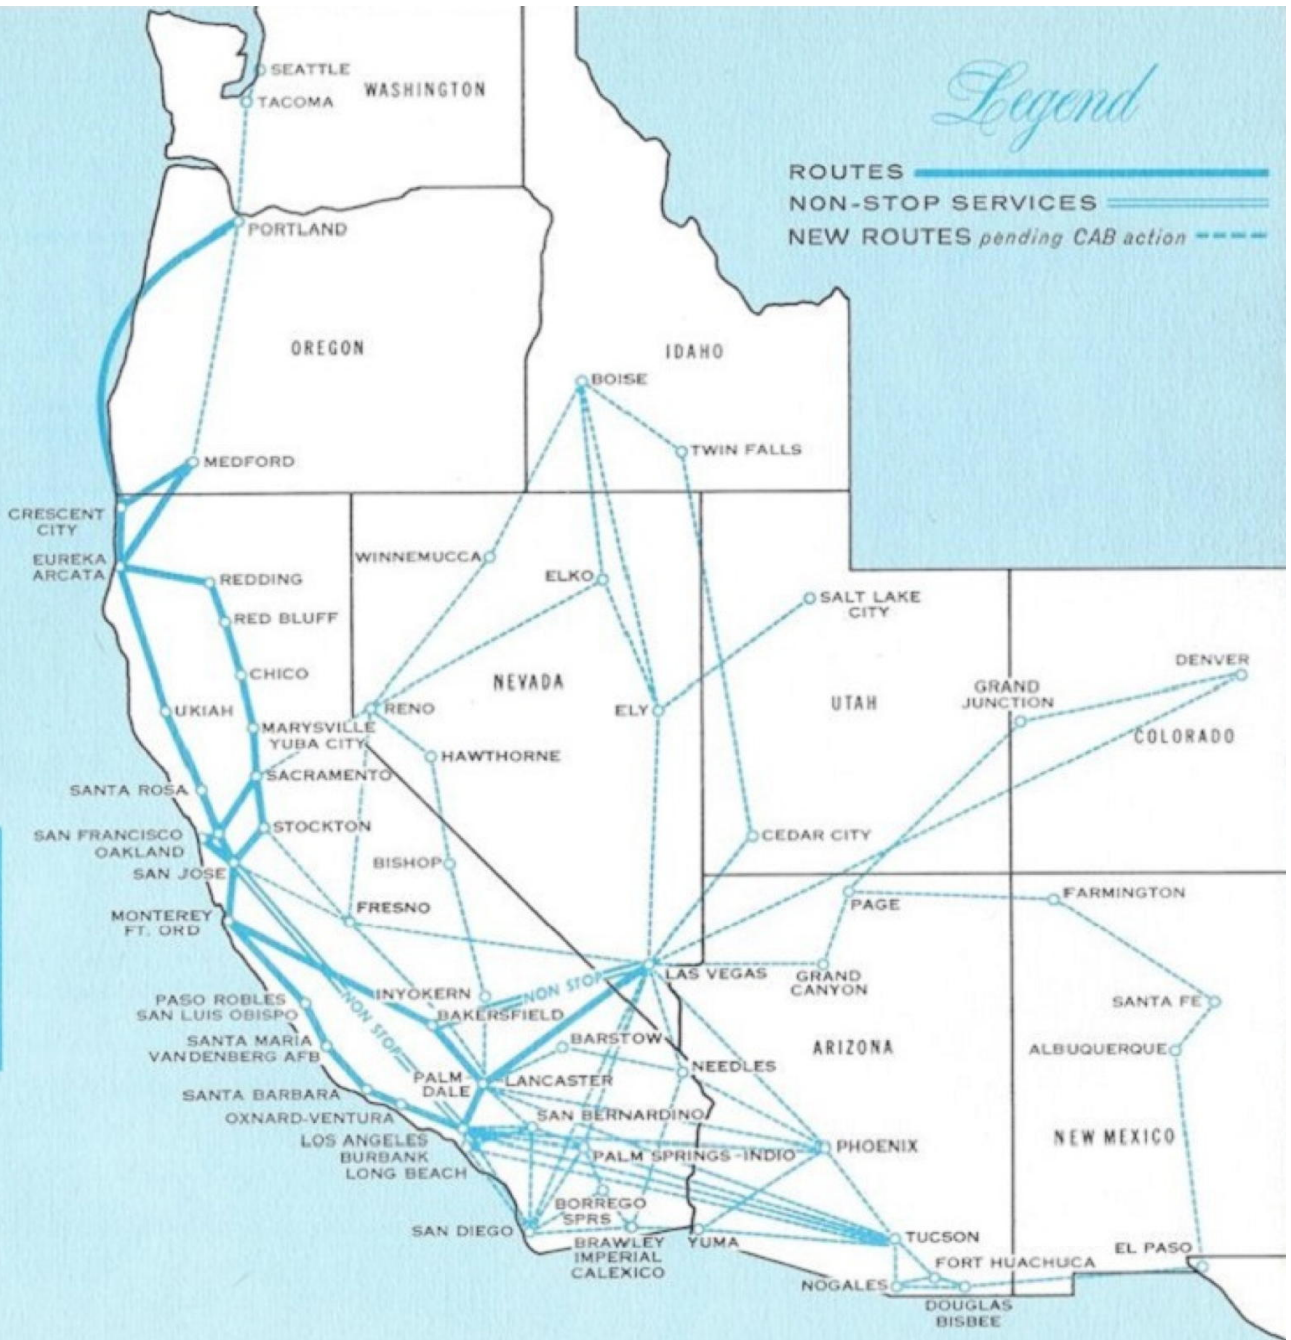 Legend
ROUTES
NON-STOP SERVICES
NEW ROUTES pending CAB action
SEATTLE
TACOMA
WASHINGTON
PORTLAND
OREGON
IDAHO
BOISE
TWIN FALLS
MEDFORD
CRESCENT
CITY
EUREKA
ARCATA
REDDING
RED BLUFF
CHICO
UKIAH
MARYSVILLE
YUBA CITY
SACRAMENTO
SANTA ROSA
SAN FRANCISCO
OAKLAND
STOCKTON
SAN JOSE
MONTEREY
FT. ORD
WINNEMUCCA
ELKO
SALT LAKE
CITY
NEVADA
RENO
ELY
UTAH
HAWTHORNE
BISHOP
FRESNO
CEDAR CITY
DENVER
GRAND
JUNCTION
COLORADO
PAGE
FARMINGTON
LAS VEGAS
GRAND
CANYON
SANTA FE
ALBUQUERQUE
ARIZONA
NEW MEXICO
INYOKERN
NON STOP
NON STOP
BAKERSFIELD
PASO ROBLES
SAN LUIS OBISPO
SANTA MARIA
VANDENBERG AFB
BARSTOW
NEEDLES
PALM
DALE
LANCASTER
SANTA BARBARA
OXNARD-VENTURA
SAN BERNARDINO
LOS ANGELES
BURBANK
LONG BEACH
PALM SPRINGS-INDIO
PHOENIX
BORREGO
SPRS
SAN DIEGO
BRAWLEY
IMPERIAL
CALEXICO
YUMA
TUCSON
FORT HUACHUCA
EL PASO
NOGALES
DOUGLAS
BISBEE